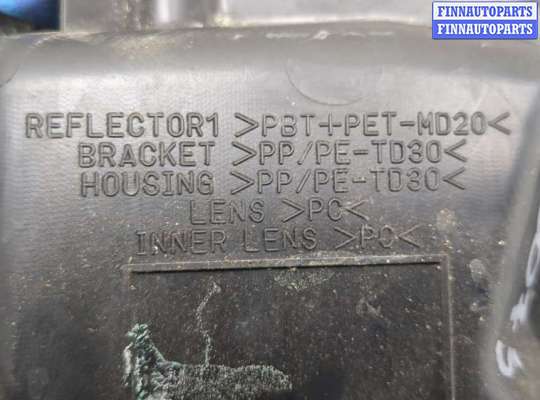 FINNAUTOPARTS
FINNAUTOPARTS
REFLECTOR1 >PBT+PET-MD20<
BRACKET >PP/PE-TD30<
HOUSING >PP/PE-TD30<
LENS >PC<
INNER LENS >PC<